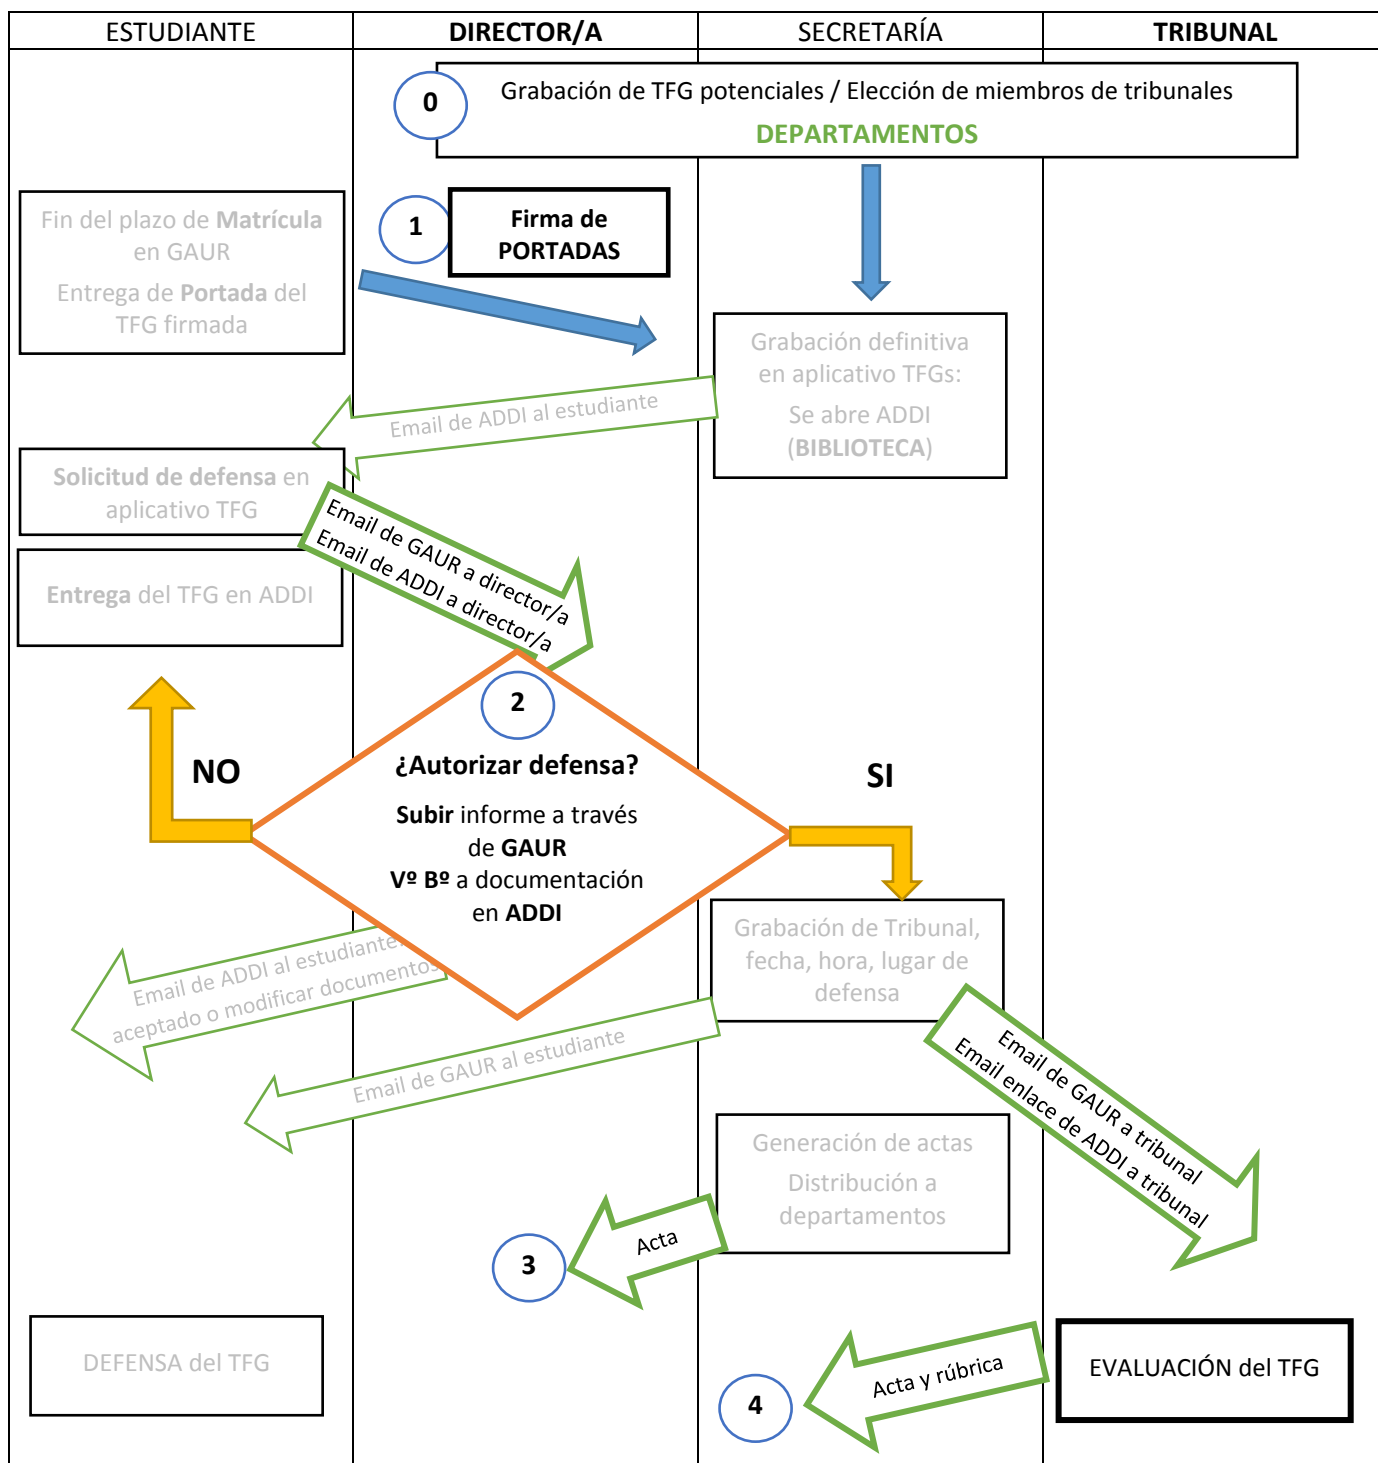 ESTUDIANTE
DIRECTOR/A
SECRETARÍA
TRIBUNAL
0
Grabación de TFG potenciales / Elección de miembros de tribunales
DEPARTAMENTOS
Fin del plazo de Matrícula
en GAUR
Entrega de Portada del
TFG firmada
1
Firma de
PORTADAS
Grabación definitiva
en aplicativo TFGs:
Se abre ADDI
(BIBLIOTECA)
Email de ADDI al estudiante
Solicitud de defensa en
aplicativo TFG
Email de GAUR a director/a
Email de ADDI a director/a
Entrega del TFG en ADDI
2
¿Autorizar defensa?
Subir informe a través
de GAUR
Vº Bº a documentación
en ADDI
NO
SI
Grabación de Tribunal,
fecha, hora, lugar de
defensa
Email de ADDI al estudiante:
aceptado o modificar documentos
Email de GAUR al estudiante
Email de GAUR a tribunal
Email enlace de ADDI a tribunal
Generación de actas
Distribución a
departamentos
Acta
3
DEFENSA del TFG
EVALUACIÓN del TFG
Acta y rúbrica
4